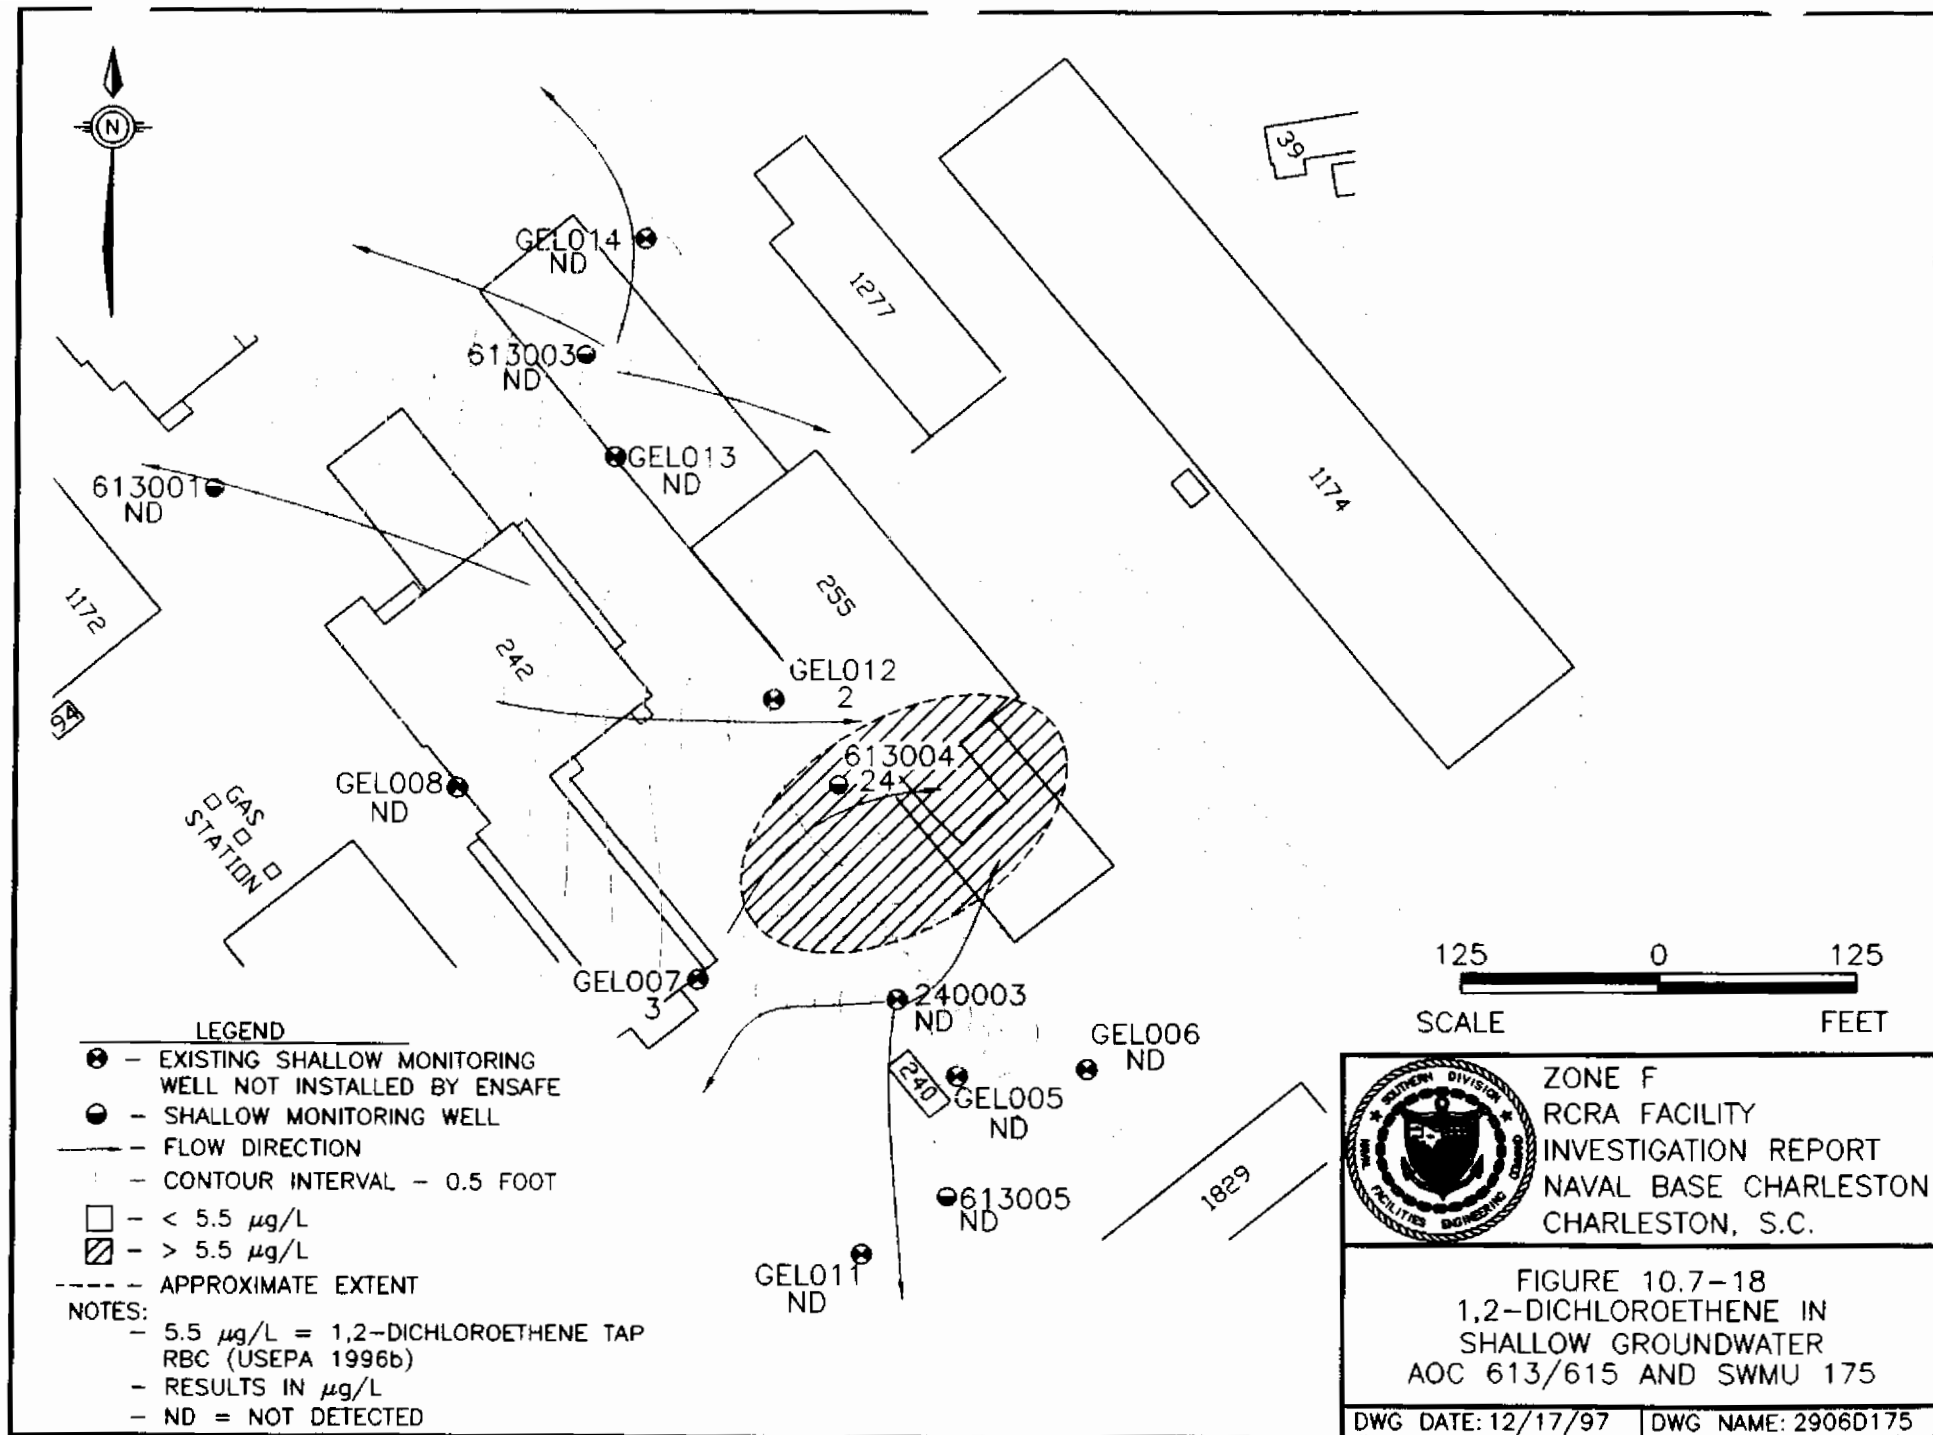 N
39
GEL014
ND
1277
613003
ND
GEL013
ND
1174
613001
ND
255
1172
242
GEL012
2
94
613004
24
GEL008
ND
GAS
STATION
GEL007
3
240003
ND
GEL006
ND
240
GEL005
ND
1829
613005
ND
GEL011
ND
125 0 125
SCALE FEET
LEGEND
- EXISTING SHALLOW MONITORING
WELL NOT INSTALLED BY ENSAFE
- SHALLOW MONITORING WELL
- FLOW DIRECTION
- CONTOUR INTERVAL - 0.5 FOOT
- < 5.5 µg/L
- > 5.5 µg/L
- APPROXIMATE EXTENT
NOTES:
- 5.5 µg/L = 1,2-DICHLOROETHENE TAP
RBC (USEPA 1996b)
- RESULTS IN µg/L
- ND = NOT DETECTED
SOUTHERN DIVISION
NAVAL FACILITIES ENGINEERING COMMAND
ZONE F
RCRA FACILITY
INVESTIGATION REPORT
NAVAL BASE CHARLESTON
CHARLESTON, S.C.
FIGURE 10.7-18
1,2-DICHLOROETHENE IN
SHALLOW GROUNDWATER
AOC 613/615 AND SWMU 175
DWG DATE: 12/17/97 DWG NAME: 2906D175